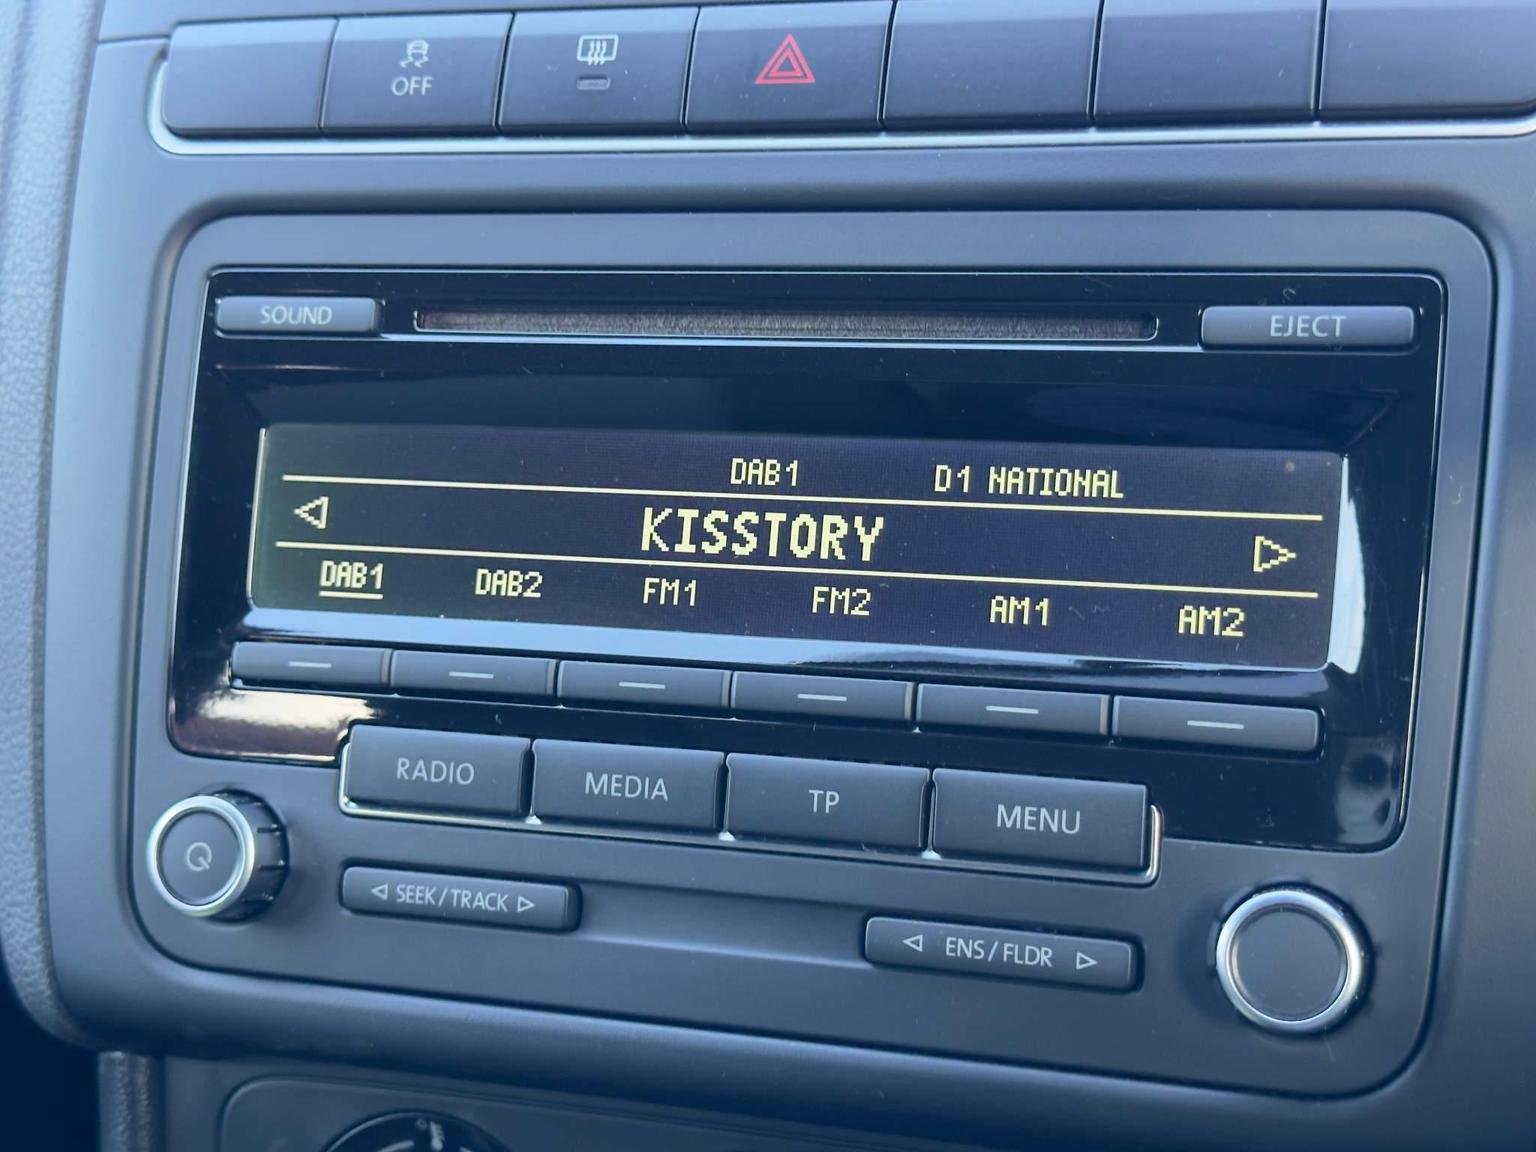 OFF
SOUND
EJECT
DAB1 D1 NATIONAL
KISSTORY
DAB1 DAB2 FM1 FM2 AM1 AM2
RADIO MEDIA TP MENU
SEEK/TRACK
ENS/FLDR